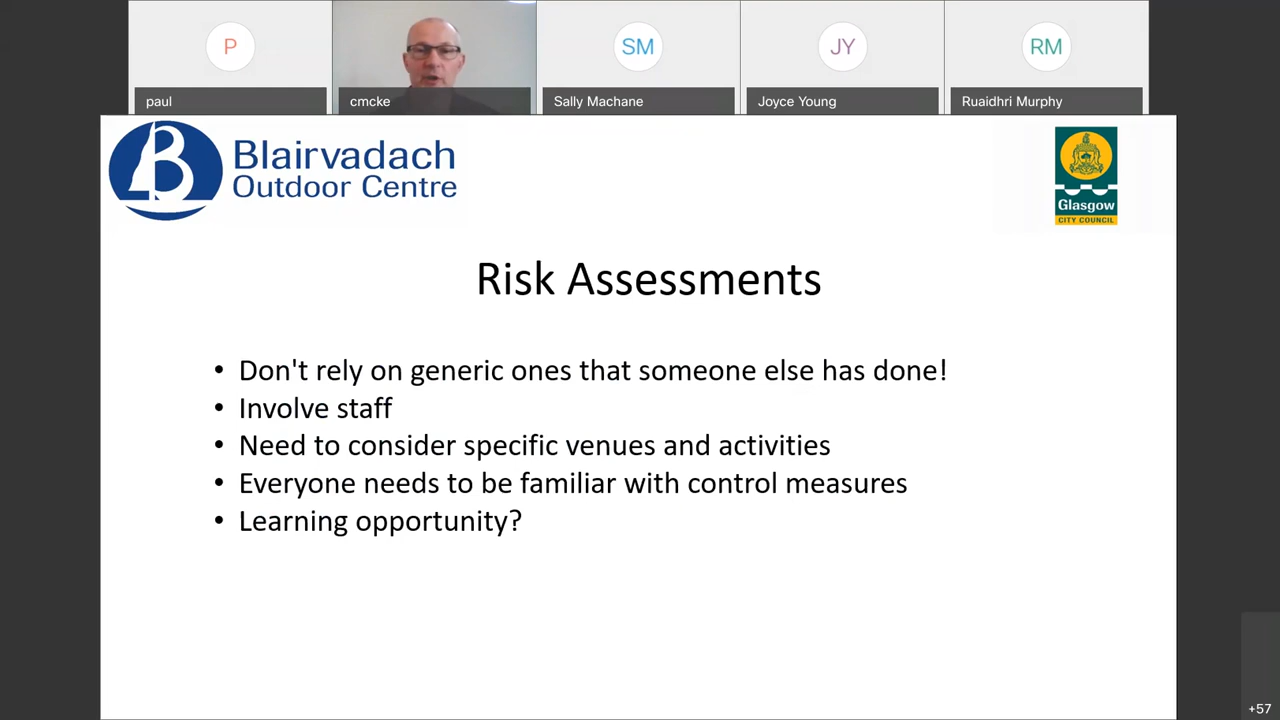 P
SM
JY
RM
paul
cmcke
Sally Machane
Joyce Young
Ruaidhri Murphy
B
Blairvadach
Outdoor Centre
Glasgow
CITY COUNCIL
Risk Assessments
• Don't rely on generic ones that someone else has done!
• Involve staff
• Need to consider specific venues and activities
• Everyone needs to be familiar with control measures
• Learning opportunity?
+57